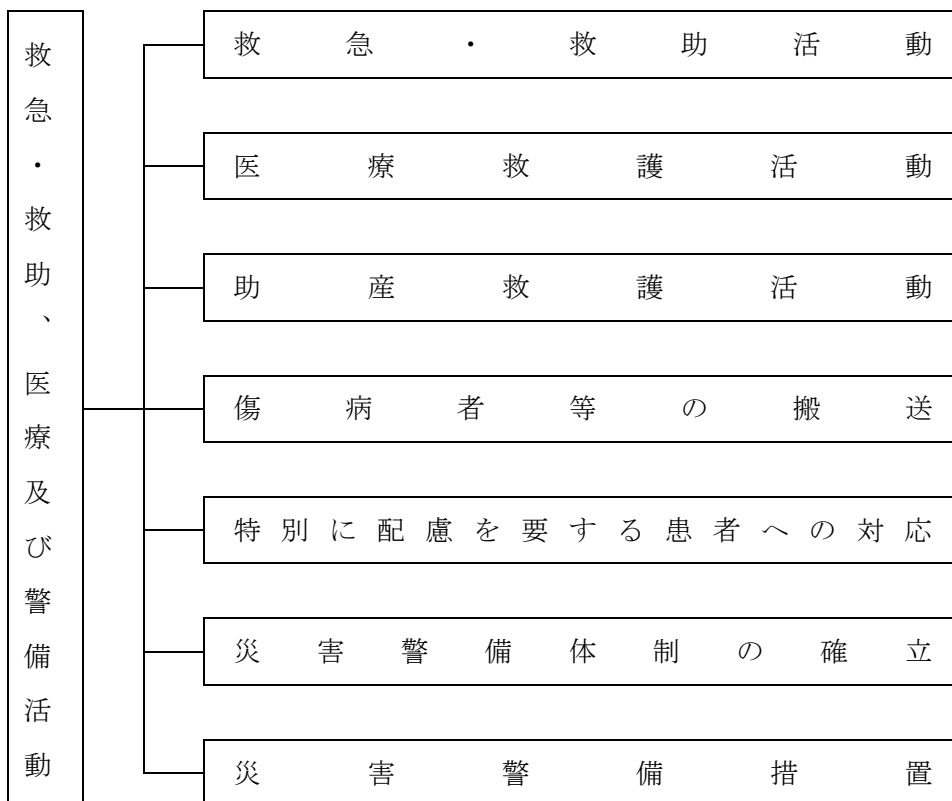 救急・救助、医療及び警備活動
救急・救助活動
医療救護活動
助産救護活動
傷病者等の搬送
特別に配慮を要する患者への対応
災害警備体制の確立
災害警備措置